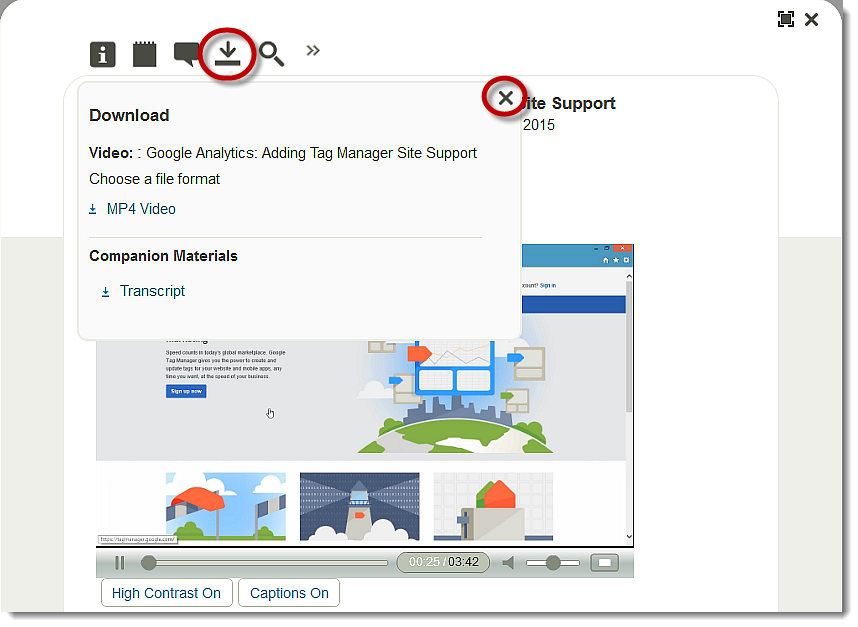 Download
Video: : Google Analytics: Adding Tag Manager Site Support
Choose a file format
MP4 Video
Companion Materials
Transcript
ite Support
2015
count? Sign in
Marketing
Speed counts in today's global marketplace. Google
Tag Manager gives you the power to create and
update tags for your website and mobile apps, any
time you want, at the speed of your business.
Sign up now
https://tagmanager.google.com/
00:25 / 03:42
High Contrast On
Captions On